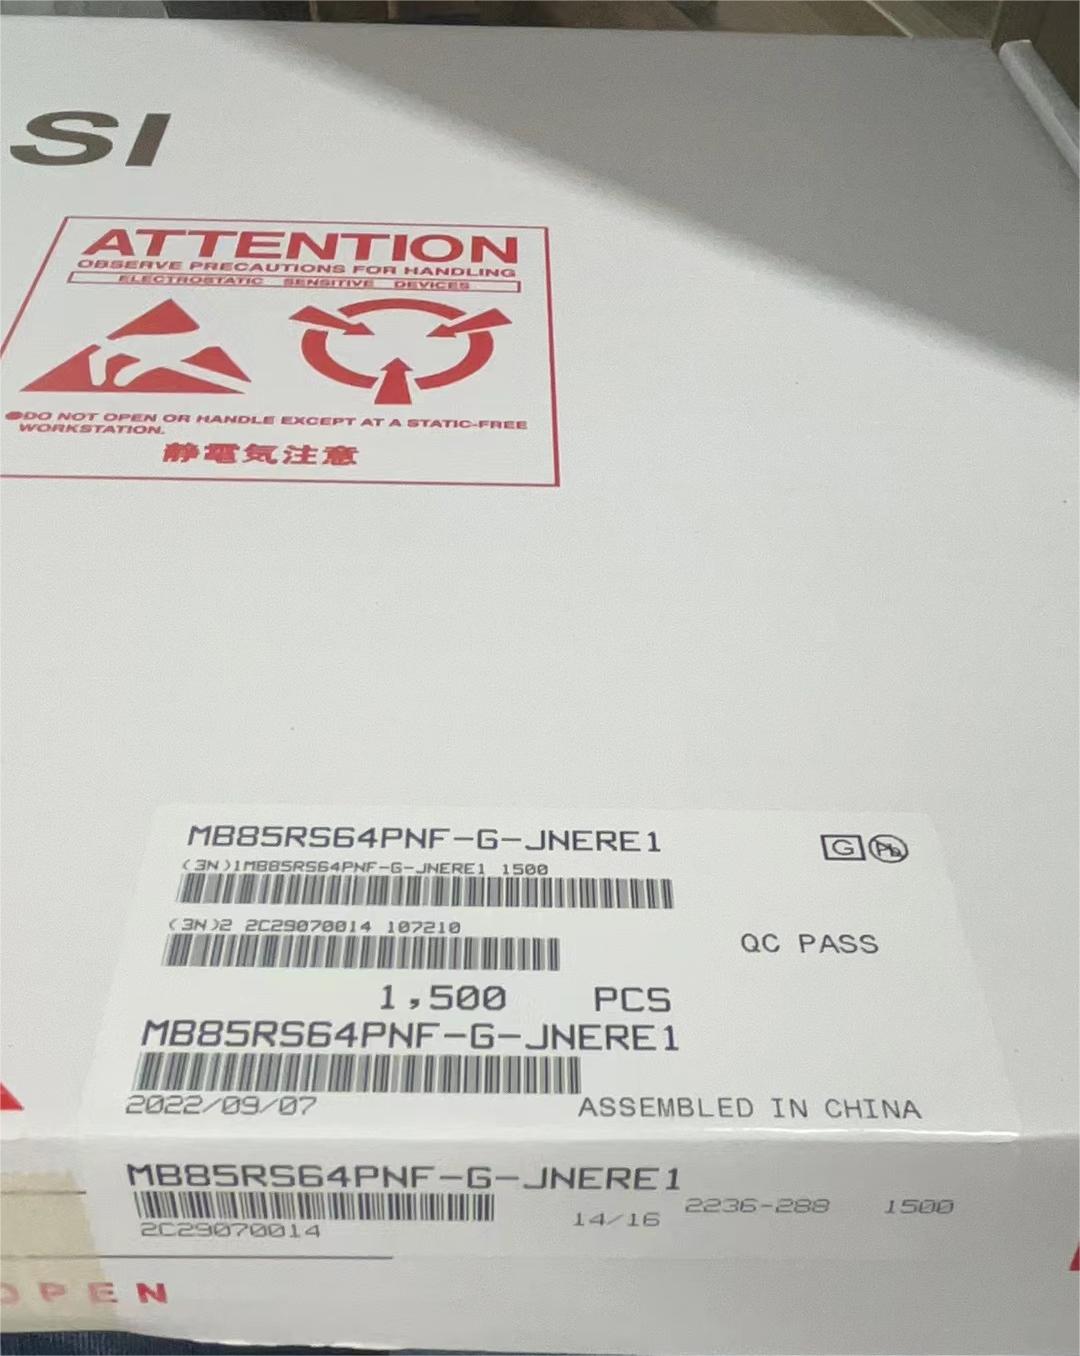 SI
ATTENTION
OBSERVE PRECAUTIONS FOR HANDLING
ELECTROSTATIC SENSITIVE DEVICES
●DO NOT OPEN OR HANDLE EXCEPT AT A STATIC-FREE
WORKSTATION.
静電気注意
MB85RS64PNF-G-JNERE1
G Pb
(3N)1MB85RS64PNF-G-JNERE1 1500
(3N)2 2C29070014 107210
QC PASS
1,500 PCS
MB85RS64PNF-G-JNERE1
2022/09/07
ASSEMBLED IN CHINA
MB85RS64PNF-G-JNERE1
2C29070014
14/16 2236-288 1500
OPEN